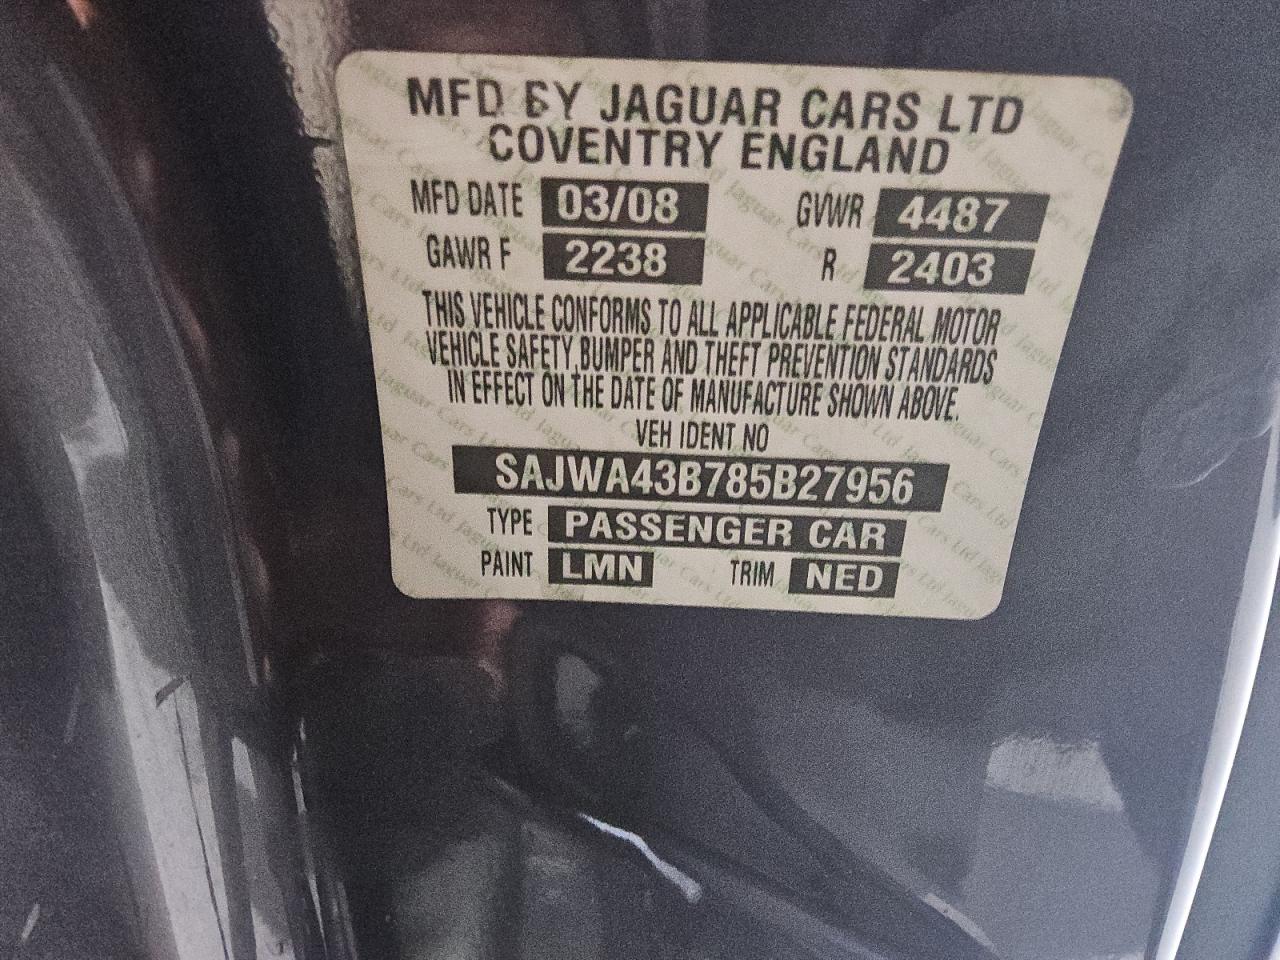 MFD BY JAGUAR CARS LTD
COVENTRY ENGLAND
MFD DATE 03/08 GVWR 4487
GAWR F 2238 R 2403
THIS VEHICLE CONFORMS TO ALL APPLICABLE FEDERAL MOTOR
VEHICLE SAFETY,BUMPER AND THEFT PREVENTION STANDARDS
IN EFFECT ON THE DATE OF MANUFACTURE SHOWN ABOVE.
VEH IDENT NO
SAJWA43B785B27956
TYPE PASSENGER CAR
PAINT LMN TRIM NED